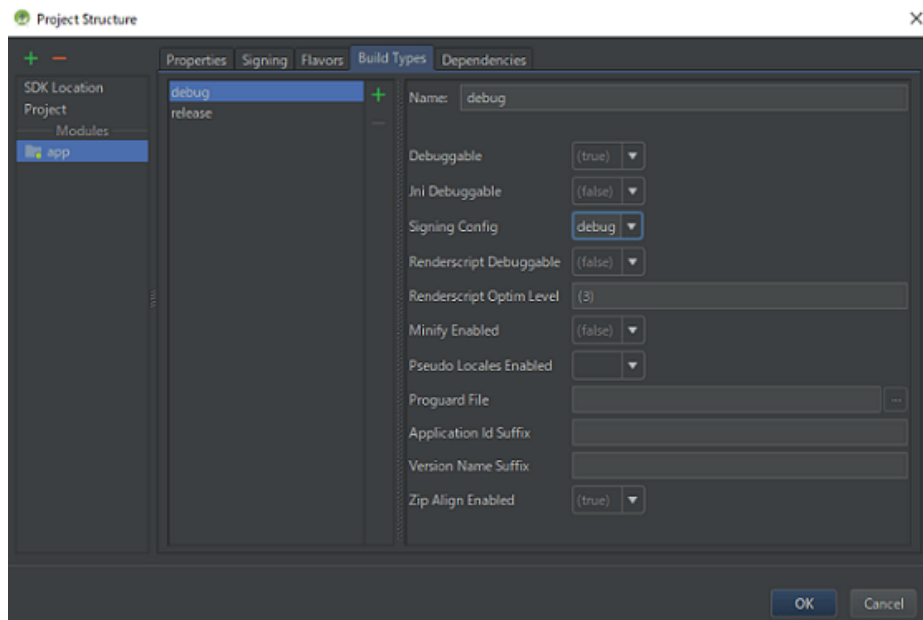 Project Structure
Properties Signing Flavors Build Types Dependencies
SDK Location
Project
Modules
app
debug
release
Name: debug
Debuggable (true)
Jni Debuggable (false)
Signing Config debug
Renderscript Debuggable (false)
Renderscript Optim Level (3)
Minify Enabled (false)
Pseudo Locales Enabled
Proguard File ...
Application Id Suffix
Version Name Suffix
Zip Align Enabled (true)
OK Cancel